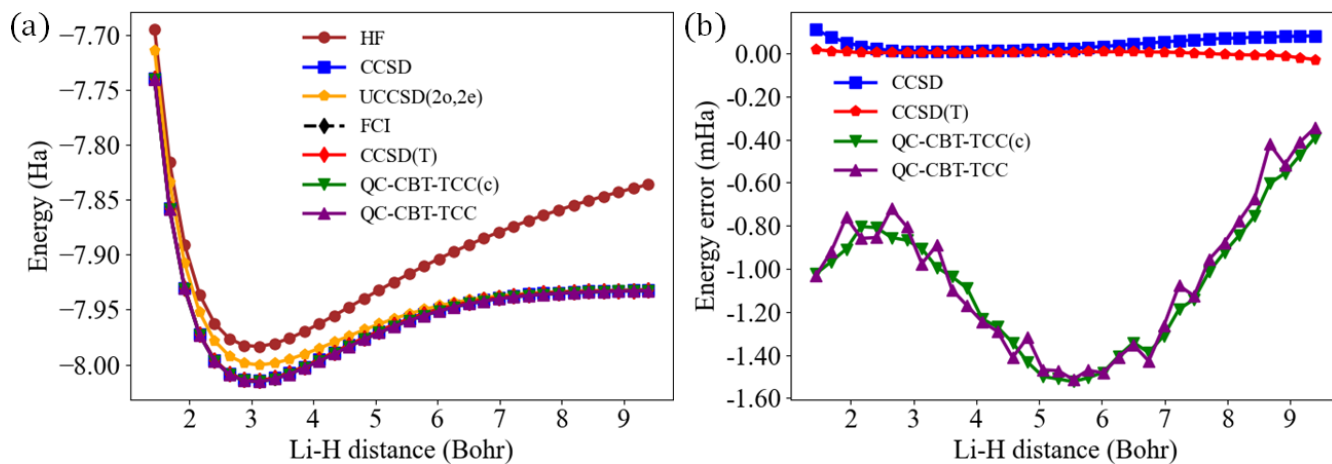 (a)
−7.70
−7.75
−7.80
−7.85
−7.90
−7.95
−8.00
Energy (Ha)
HF
CCSD
UCCSD(2o,2e)
FCI
CCSD(T)
QC-CBT-TCC(c)
QC-CBT-TCC
2 3 4 5 6 7 8 9
Li-H distance (Bohr)
(b)
0.00
-0.20
-0.40
-0.60
-0.80
-1.00
-1.20
-1.40
-1.60
Energy error (mHa)
CCSD
CCSD(T)
QC-CBT-TCC(c)
QC-CBT-TCC
2 3 4 5 6 7 8 9
Li-H distance (Bohr)